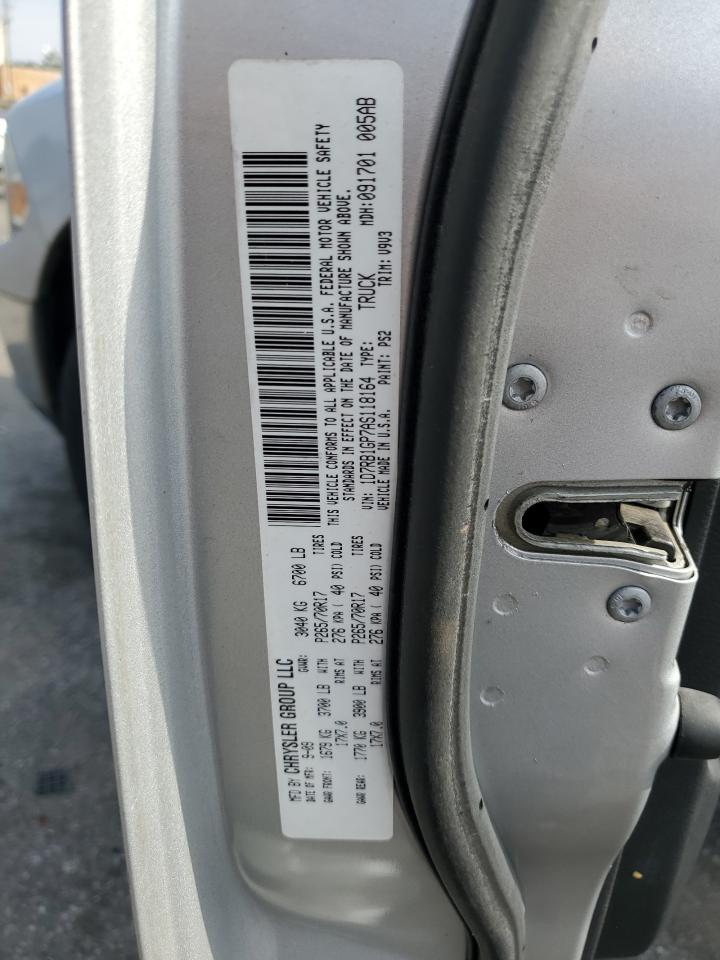 MFD BY CHRYSLER GROUP LLC
DATE OF MFR: 9-09 GVWR: 3040 KG 6700 LB
GAWR FRONT: 1679 KG 3700 LB WITH P265/70R17 TIRES
17X7.0 RIMS AT 276 KPA ( 40 PSI) COLD
GAWR REAR: 1770 KG 3900 LB WITH P265/70R17 TIRES
17X7.0 RIMS AT 276 KPA ( 40 PSI) COLD
THIS VEHICLE CONFORMS TO ALL APPLICABLE U.S.A. FEDERAL MOTOR VEHICLE SAFETY
STANDARDS IN EFFECT ON THE DATE OF MANUFACTURE SHOWN ABOVE.
VIN: 1D7RB1GP7AS118164 TYPE: TRUCK MDH: 091701 005AB
VEHICLE MADE IN U.S.A. PAINT: PS2 TRIM: V9V3